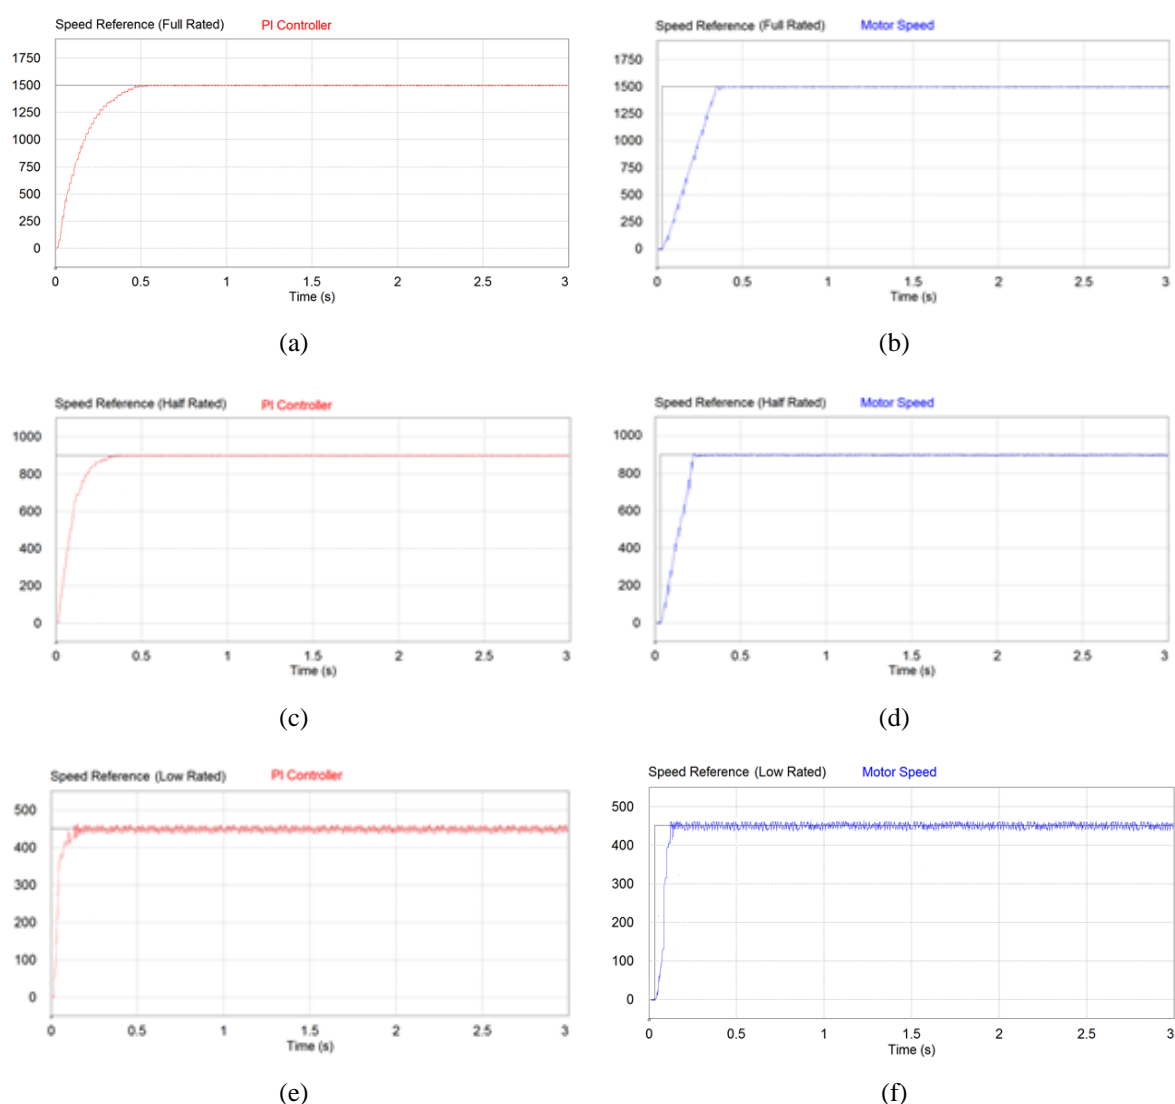 Speed Reference (Full Rated) PI Controller
1750
1500
1250
1000
750
500
250
0
0 0.5 1 1.5 2 2.5 3
Time (s)
(a)
Speed Reference (Full Rated) Motor Speed
1750
1500
1250
1000
750
500
250
0
0 0.5 1 1.5 2 2.5 3
Time (s)
(b)
Speed Reference (Half Rated) PI Controller
1000
800
600
400
200
0
0 0.5 1 1.5 2 2.5 3
Time (s)
(c)
Speed Reference (Half Rated) Motor Speed
1000
800
600
400
200
0
0 0.5 1 1.5 2 2.5 3
Time (s)
(d)
Speed Reference (Low Rated) PI Controller
500
400
300
200
100
0
0 0.5 1 1.5 2 2.5 3
Time (s)
(e)
Speed Reference (Low Rated) Motor Speed
500
400
300
200
100
0
0 0.5 1 1.5 2 2.5 3
Time (s)
(f)